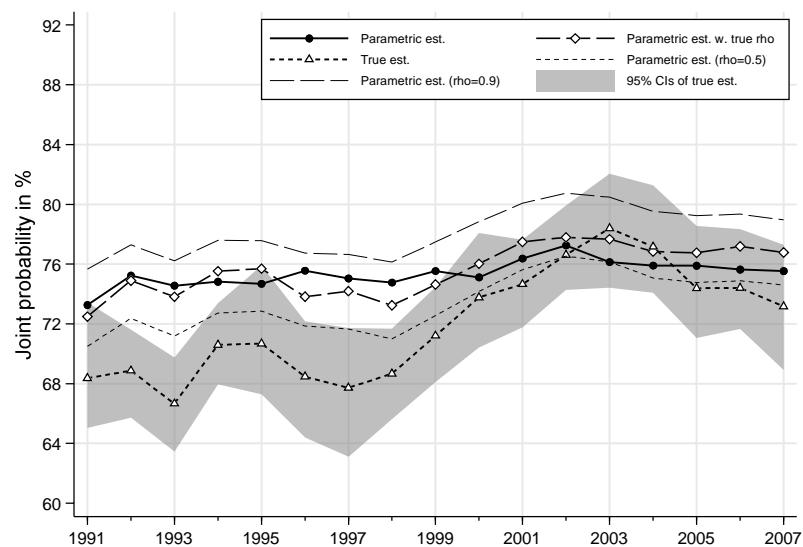 92
88
84
80
76
72
68
64
60
Joint probability in %
Parametric est.
Parametric est. w. true rho
True est.
Parametric est. (rho=0.5)
Parametric est. (rho=0.9)
95% CIs of true est.
1991 1993 1995 1997 1999 2001 2003 2005 2007